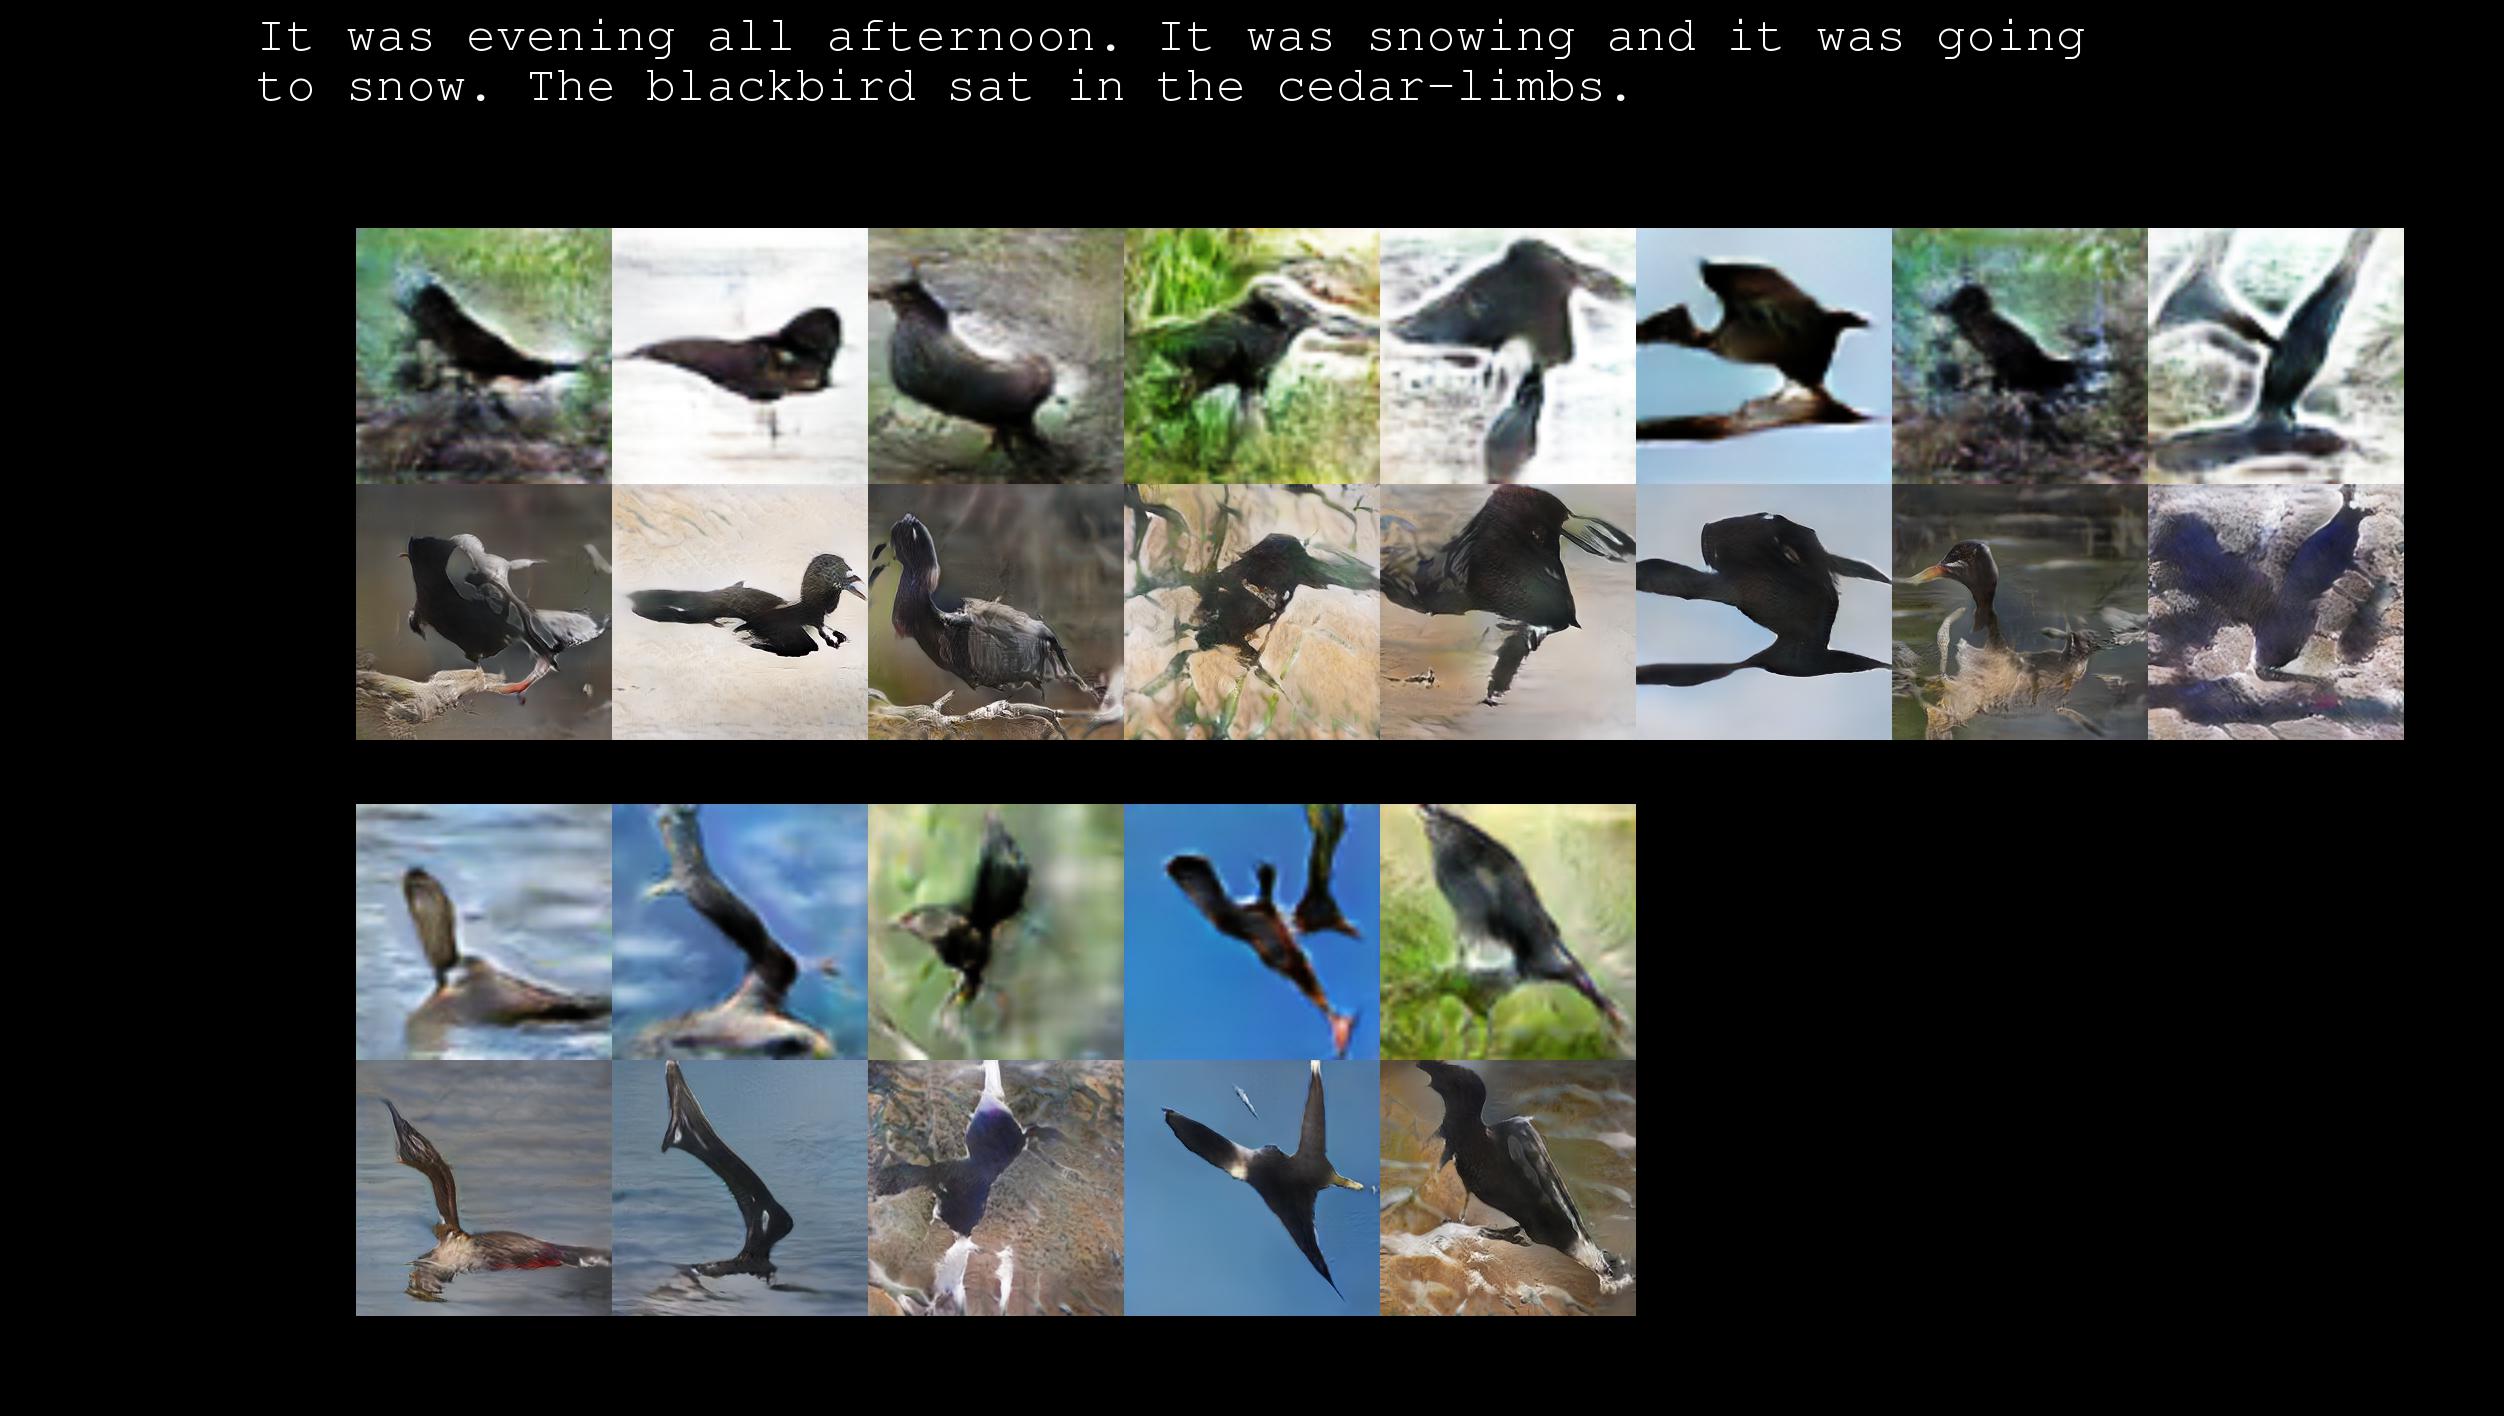 It was evening all afternoon. It was snowing and it was going
to snow. The blackbird sat in the cedar-limbs.